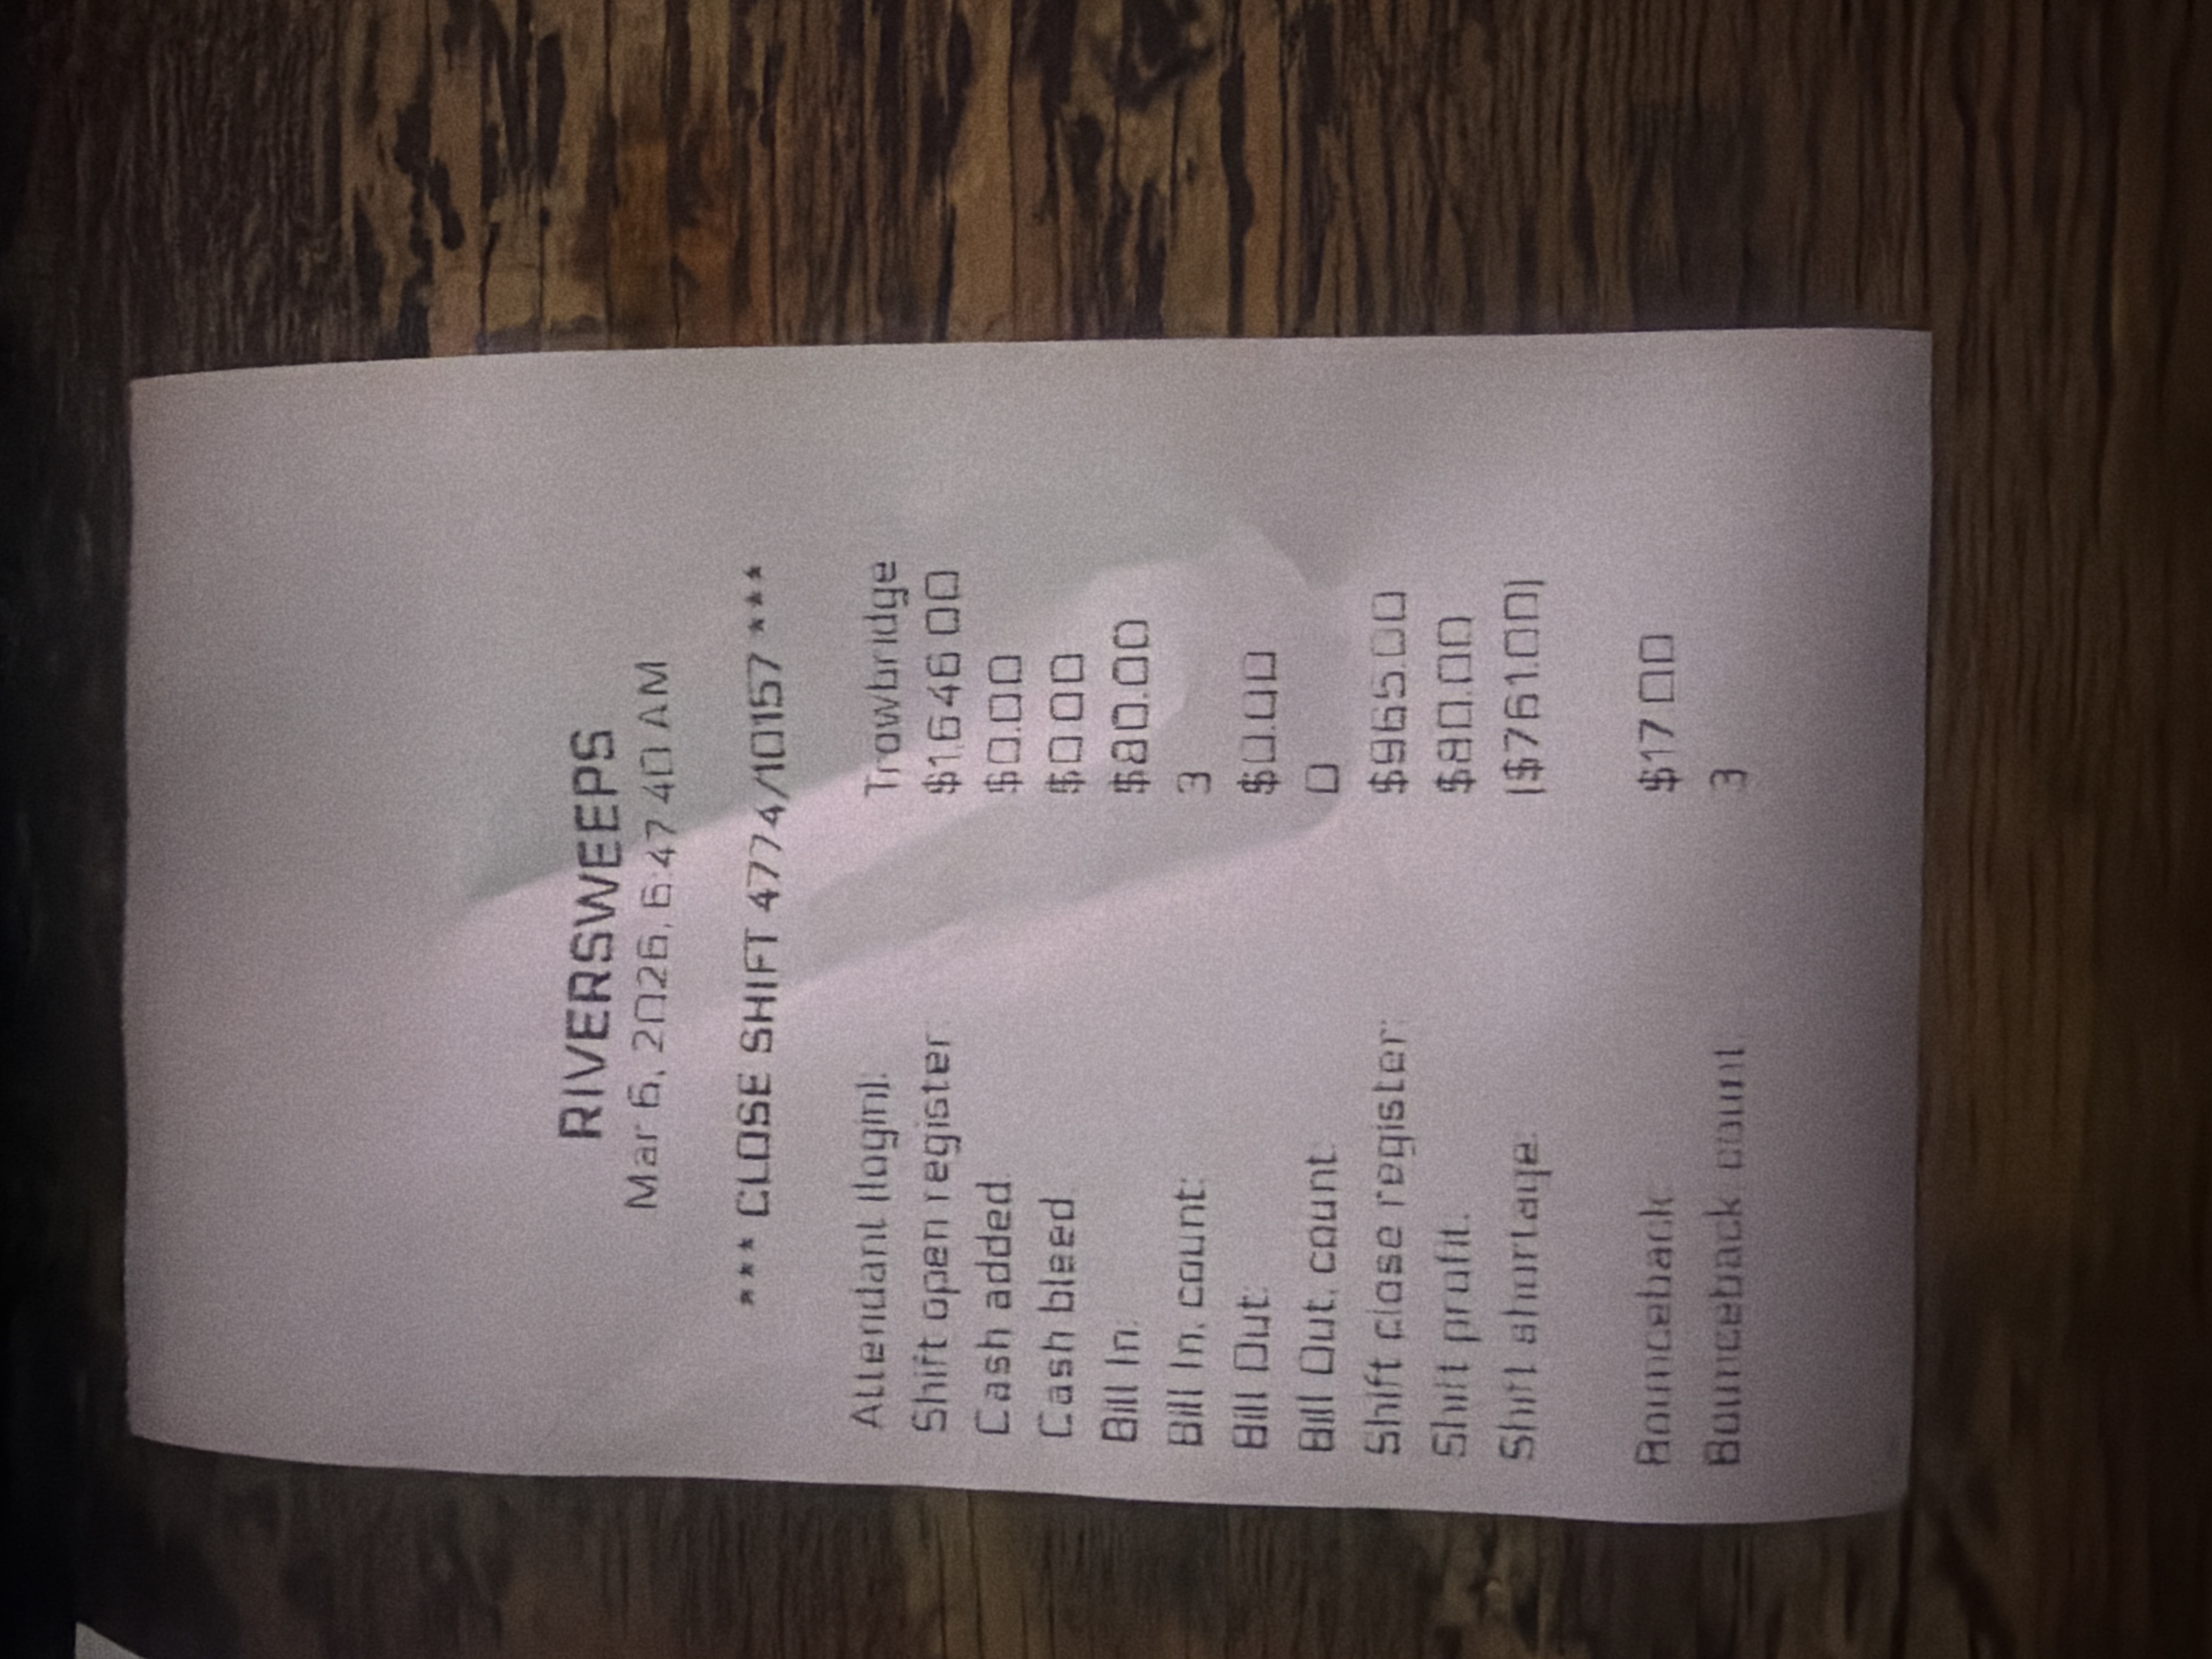 RIVERSWEEPS
Mar 6, 2026, 6:47:40 AM
*** CLOSE SHIFT 4774/10157 ***
Attendant (login): Trowbridge
Shift open register: $1,646.00
Cash added: $0.00
Cash bleed: $0.00
Bill In: $80.00
Bill In, count: 3
Bill Out: $0.00
Bill Out, count: 0
Shift close register: $965.00
Shift profit: $80.00
Shift shortage: ($761.00)
Bounceback: $17.00
Bounceback count: 3